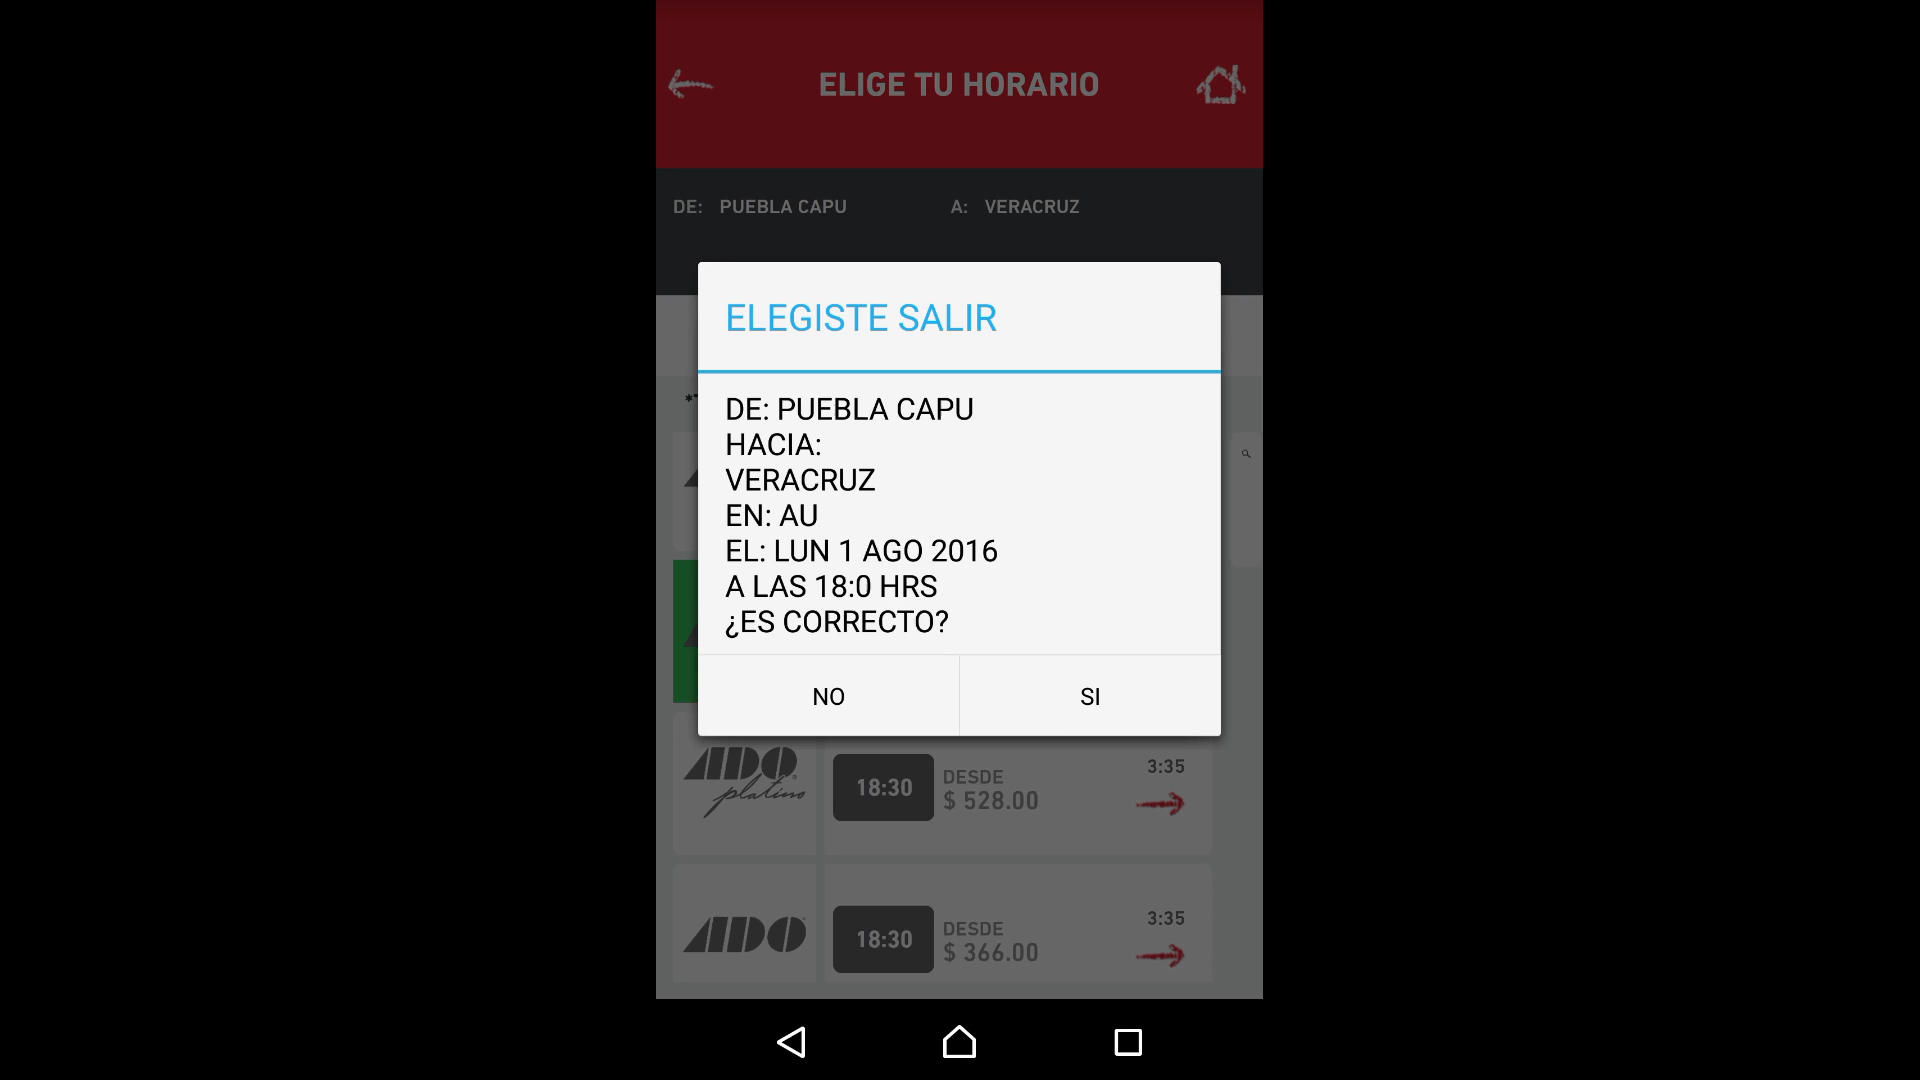 ELIGE TU HORARIO
DE: PUEBLA CAPU A: VERACRUZ
ELEGISTE SALIR
DE: PUEBLA CAPU
HACIA:
VERACRUZ
EN: AU
EL: LUN 1 AGO 2016
A LAS 18:0 HRS
¿ES CORRECTO?
NO SI
ADO platino 18:30 DESDE $ 528.00 3:35
ADO 18:30 DESDE $ 366.00 3:35